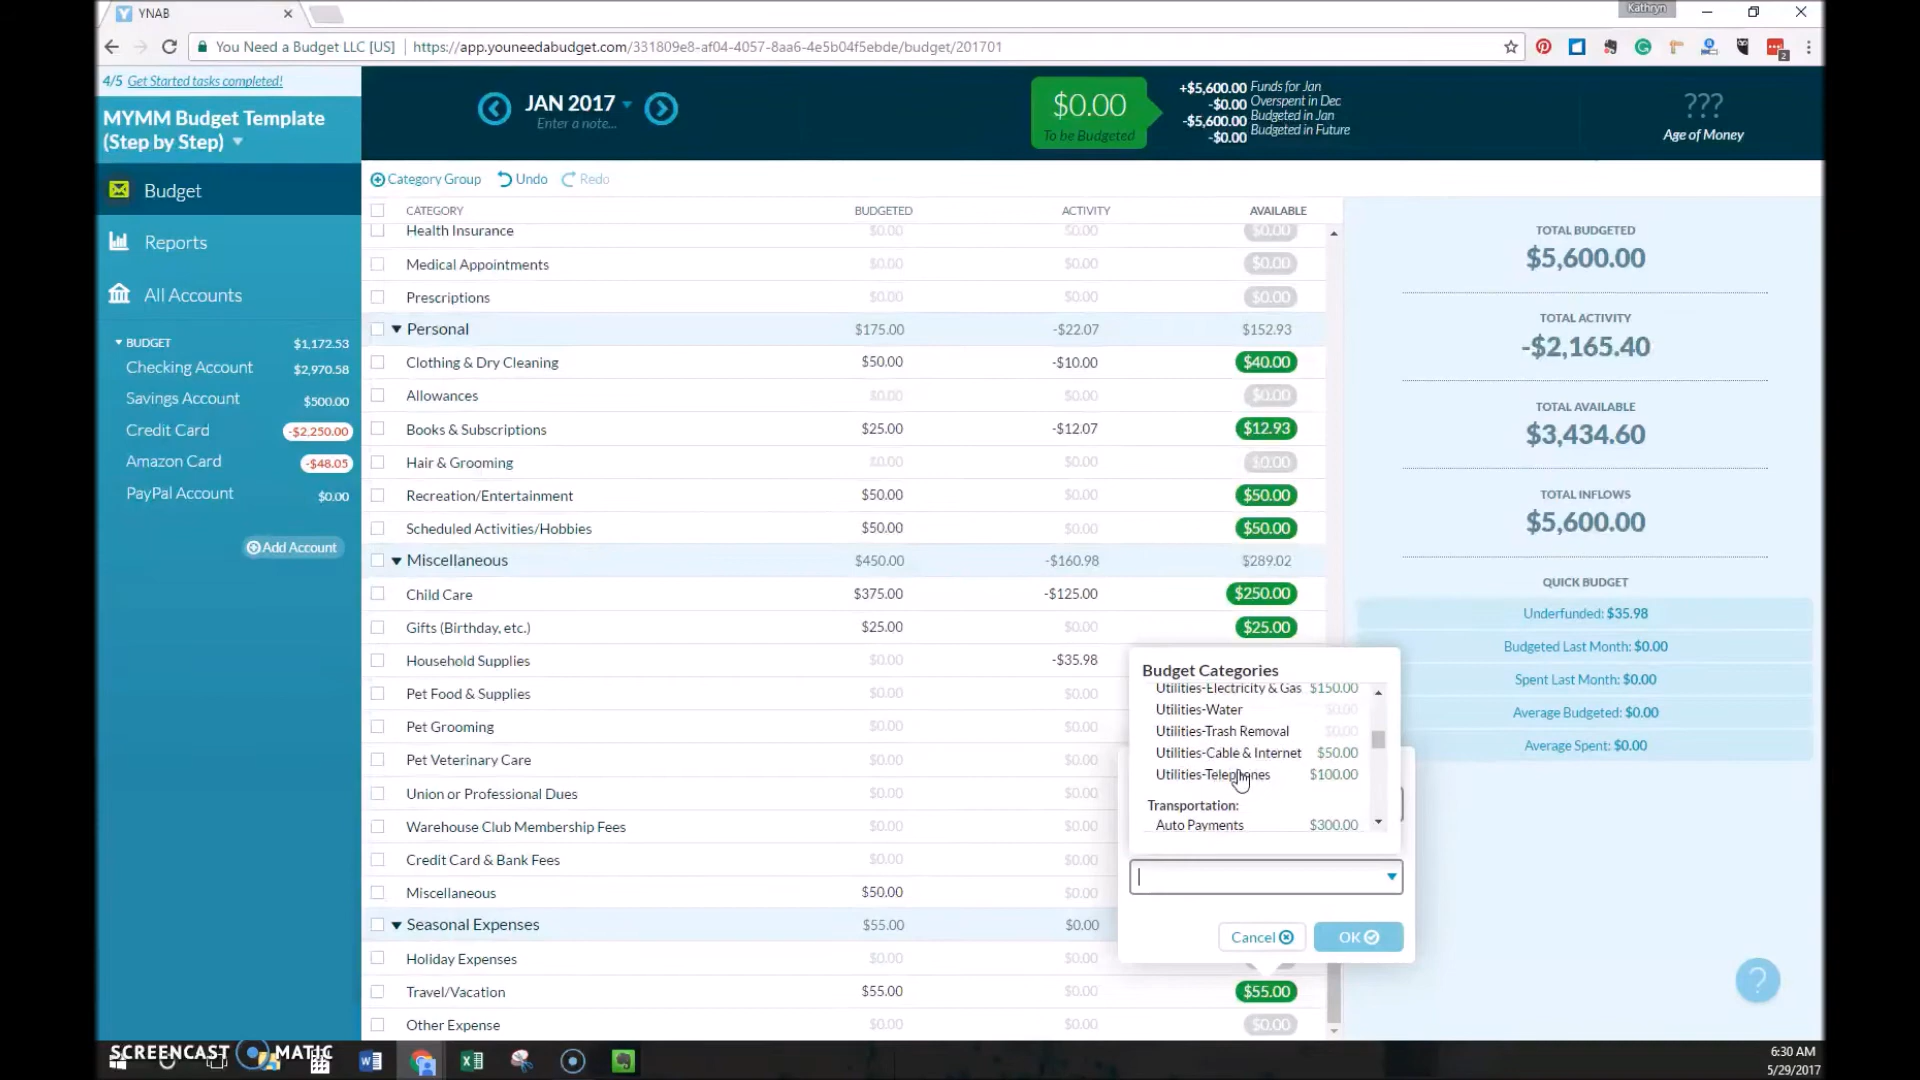 YNAB
Kathryn
You Need a Budget LLC [US] | https://app.youneedabudget.com/331809e8-af04-4057-8aa6-4e5b04f5ebde/budget/201701
2
4/5 Get Started tasks completed!
MYMM Budget Template
(Step by Step)
Budget
Reports
All Accounts
BUDGET $1,172.53
Checking Account $2,970.58
Savings Account $500.00
Credit Card -$2,250.00
Amazon Card -$48.05
PayPal Account $0.00
Add Account
JAN 2017
Enter a note...
$0.00
To be Budgeted
+$5,600.00 Funds for Jan
-$0.00 Overspent in Dec
-$5,600.00 Budgeted in Jan
-$0.00 Budgeted in Future
???
Age of Money
Category Group Undo Redo
CATEGORY BUDGETED ACTIVITY AVAILABLE
Health Insurance $0.00 $0.00 $0.00
Medical Appointments $0.00 $0.00 $0.00
Prescriptions $0.00 $0.00 $0.00
Personal $175.00 -$22.07 $152.93
Clothing & Dry Cleaning $50.00 -$10.00 $40.00
Allowances $0.00 $0.00 $0.00
Books & Subscriptions $25.00 -$12.07 $12.93
Hair & Grooming $0.00 $0.00 $0.00
Recreation/Entertainment $50.00 $0.00 $50.00
Scheduled Activities/Hobbies $50.00 $0.00 $50.00
Miscellaneous $450.00 -$160.98 $289.02
Child Care $375.00 -$125.00 $250.00
Gifts (Birthday, etc.) $25.00 $0.00 $25.00
Household Supplies $0.00 -$35.98
Pet Food & Supplies $0.00 $0.00
Pet Grooming $0.00 $0.00
Pet Veterinary Care $0.00 $0.00
Union or Professional Dues $0.00 $0.00
Warehouse Club Membership Fees $0.00 $0.00
Credit Card & Bank Fees $0.00 $0.00
Miscellaneous $50.00 $0.00
Seasonal Expenses $55.00 $0.00
Holiday Expenses $0.00 $0.00
Travel/Vacation $55.00 $0.00 $55.00
Other Expense $0.00 $0.00 $0.00
Budget Categories
Utilities-Electricity & Gas $150.00
Utilities-Water $0.00
Utilities-Trash Removal $0.00
Utilities-Cable & Internet $50.00
Utilities-Telephones $100.00
Transportation:
Auto Payments $300.00
Cancel OK
TOTAL BUDGETED
$5,600.00
TOTAL ACTIVITY
-$2,165.40
TOTAL AVAILABLE
$3,434.60
TOTAL INFLOWS
$5,600.00
QUICK BUDGET
Underfunded: $35.98
Budgeted Last Month: $0.00
Spent Last Month: $0.00
Average Budgeted: $0.00
Average Spent: $0.00
?
SCREENCAST MATIC
6:30 AM
5/29/2017